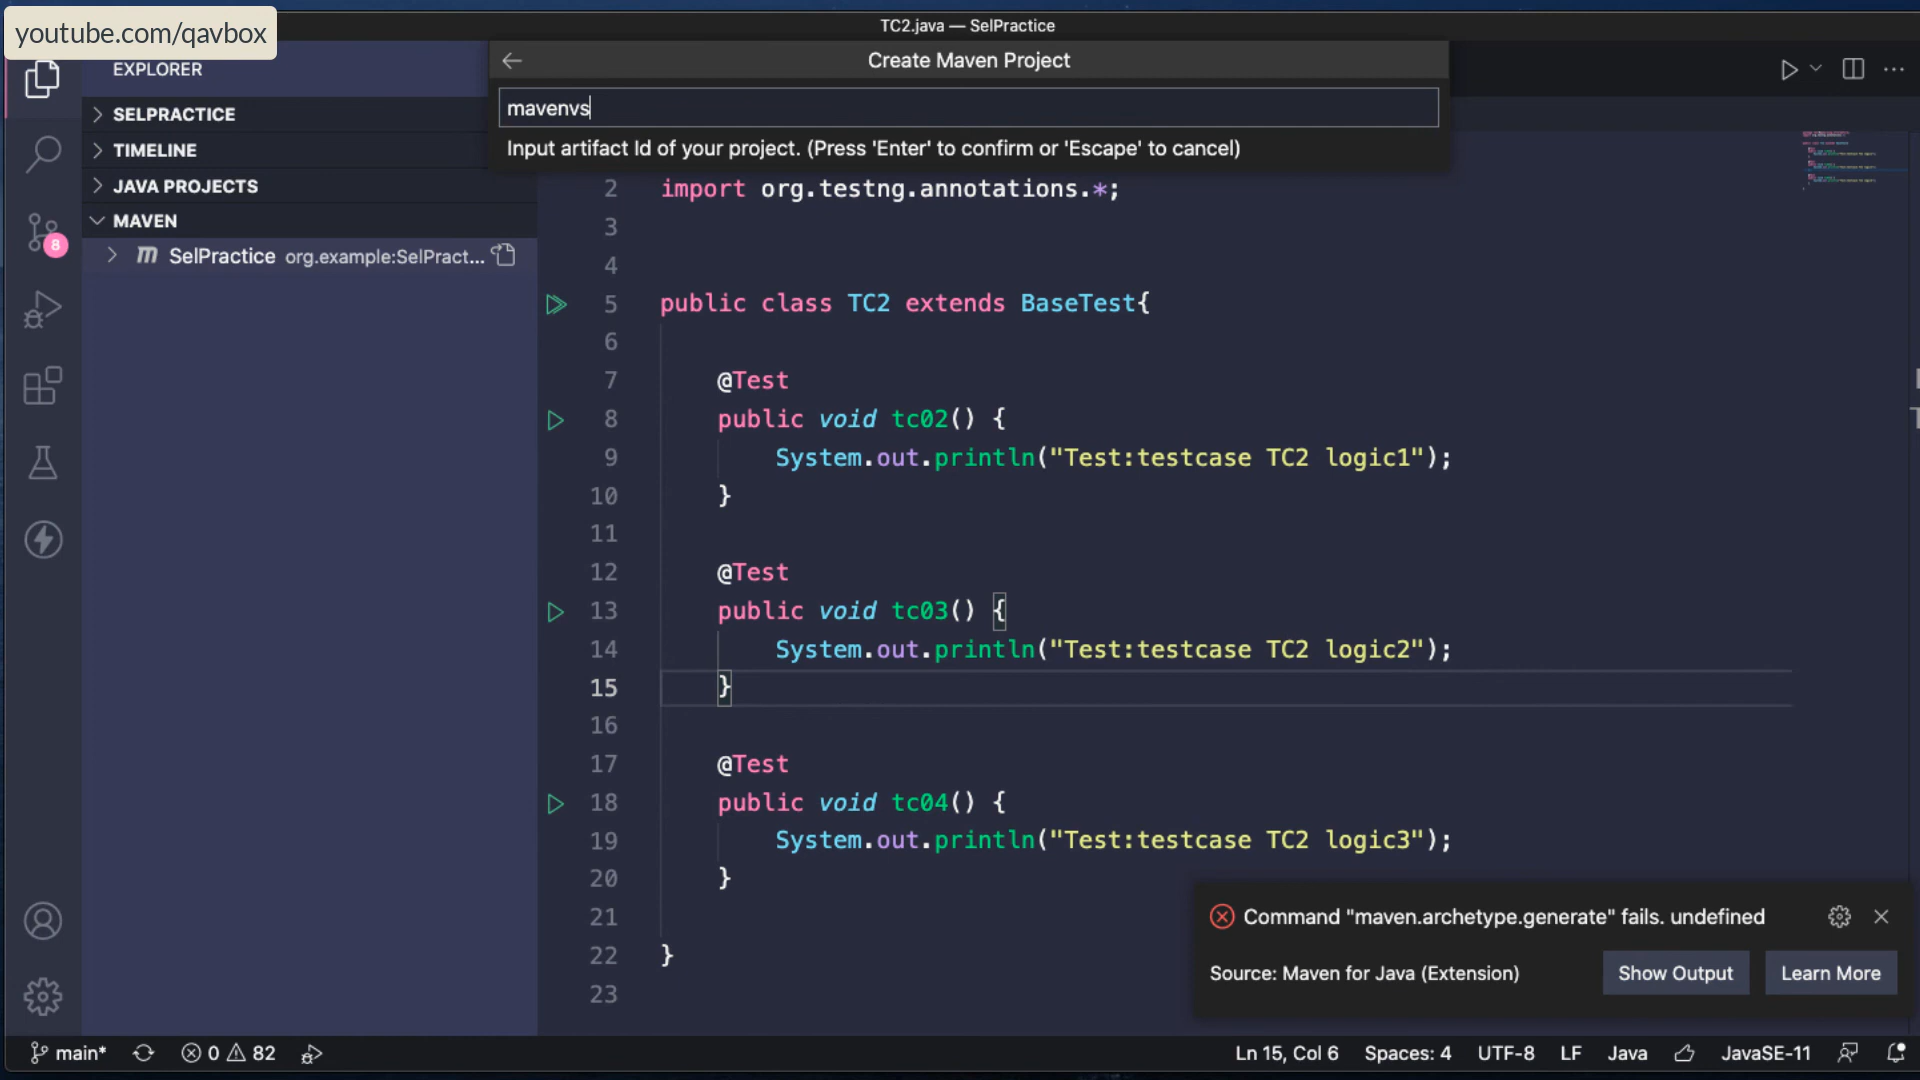 youtube.com/qavbox
TC2.java — SelPractice
EXPLORER
Create Maven Project
mavenvs
Input artifact Id of your project. (Press 'Enter' to confirm or 'Escape' to cancel)
SELPRACTICE
TIMELINE
JAVA PROJECTS
MAVEN
SelPractice org.example:SelPract...
8
2 import org.testng.annotations.*;
3
4
5 public class TC2 extends BaseTest{
6
7 @Test
8 public void tc02() {
9 System.out.println("Test:testcase TC2 logic1");
10 }
11
12 @Test
13 public void tc03() {
14 System.out.println("Test:testcase TC2 logic2");
15 }
16
17 @Test
18 public void tc04() {
19 System.out.println("Test:testcase TC2 logic3");
20 }
21
22 }
23
Command "maven.archetype.generate" fails. undefined
Source: Maven for Java (Extension)
Show Output
Learn More
main* 0 82
Ln 15, Col 6 Spaces: 4 UTF-8 LF Java JavaSE-11